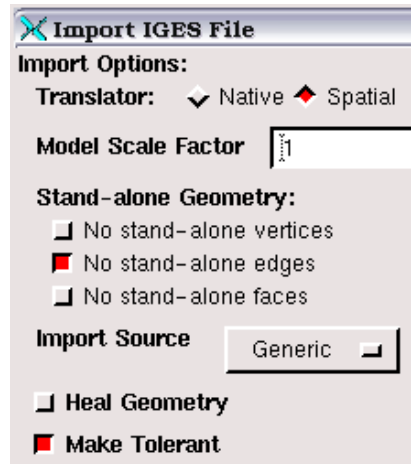 Import IGES File
Import Options:
Translator: Native Spatial
Model Scale Factor 1
Stand-alone Geometry:
No stand-alone vertices
No stand-alone edges
No stand-alone faces
Import Source Generic
Heal Geometry
Make Tolerant